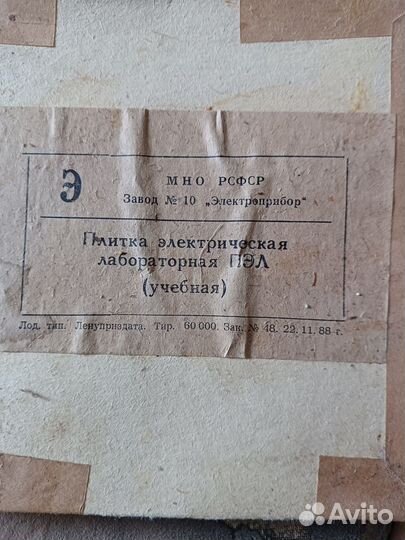 Э
МНО РСФСР
Завод № 10 „Электроприбор"
Плитка электрическая
лабораторная ПЭЛ
(учебная)
Лод. тип. Ленуприздата. Тир. 60 000. Зак. № 48. 22. 11. 88 г.
Avito